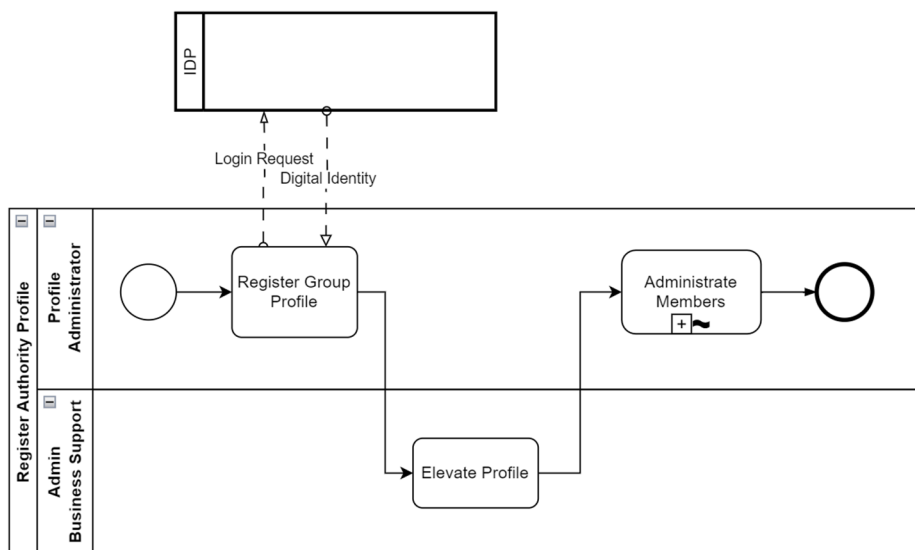 IDP
Login Request
Digital Identity
Register Authority Profile
Profile
Administrator
Register Group
Profile
Administrate
Members
Admin
Business Support
Elevate Profile